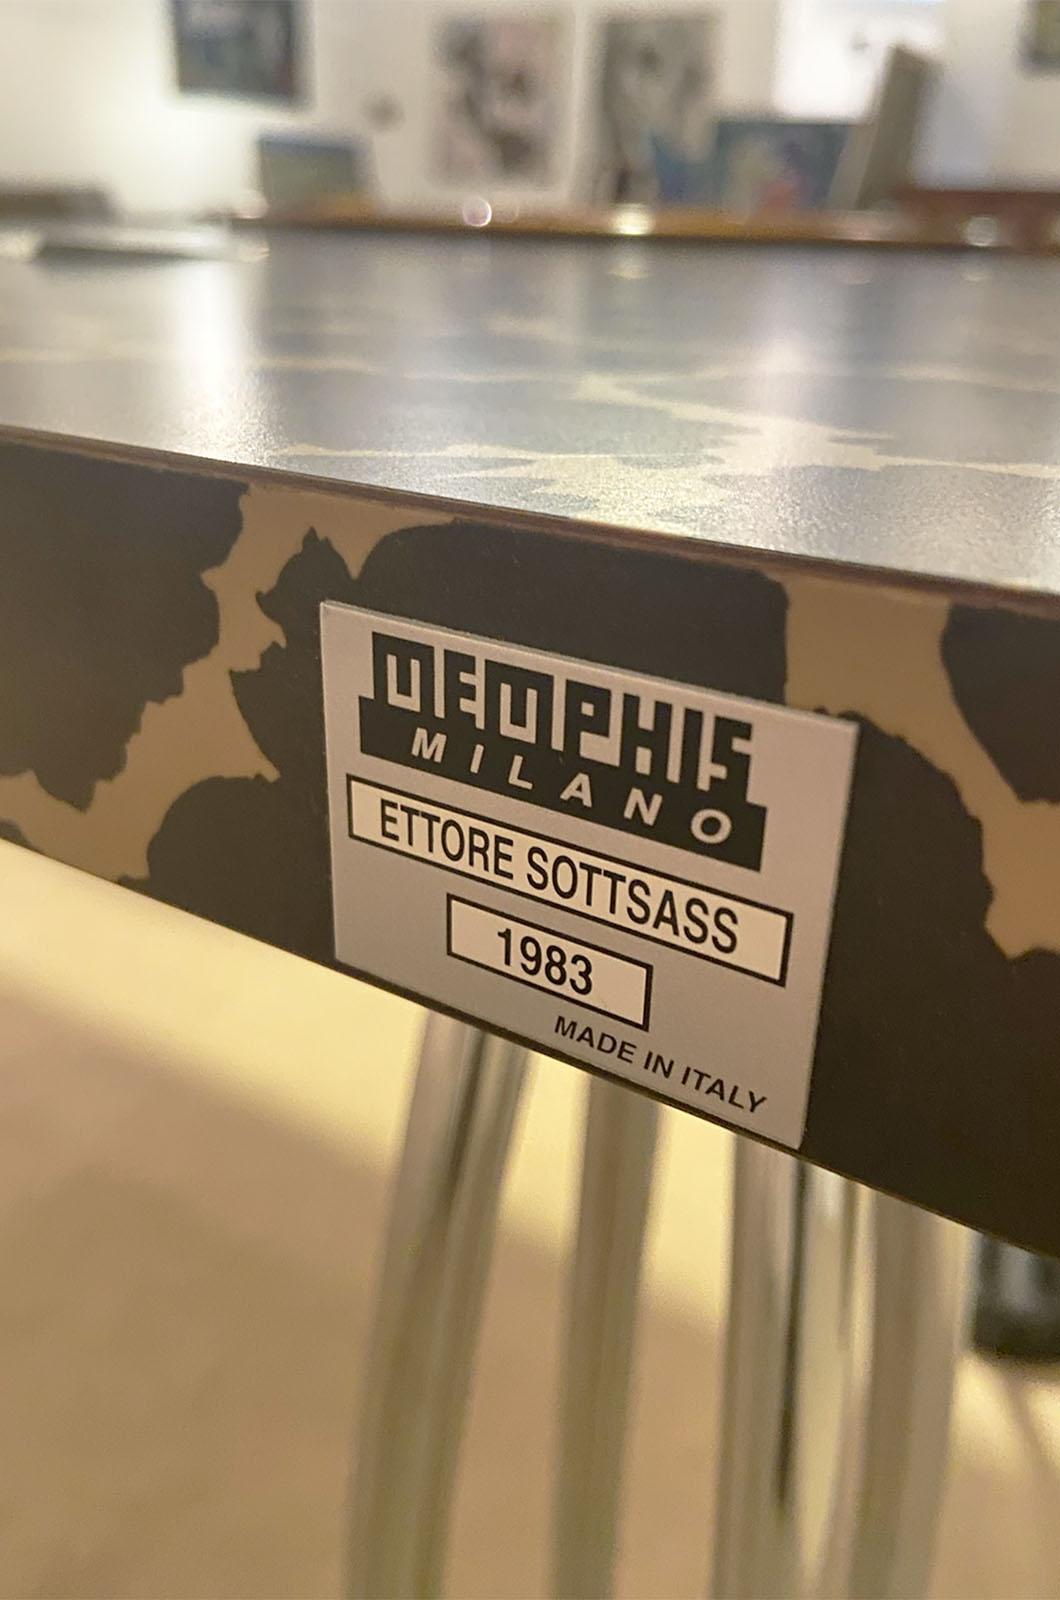 MEMPHIS
MILANO
ETTORE SOTTSASS
1983
MADE IN ITALY